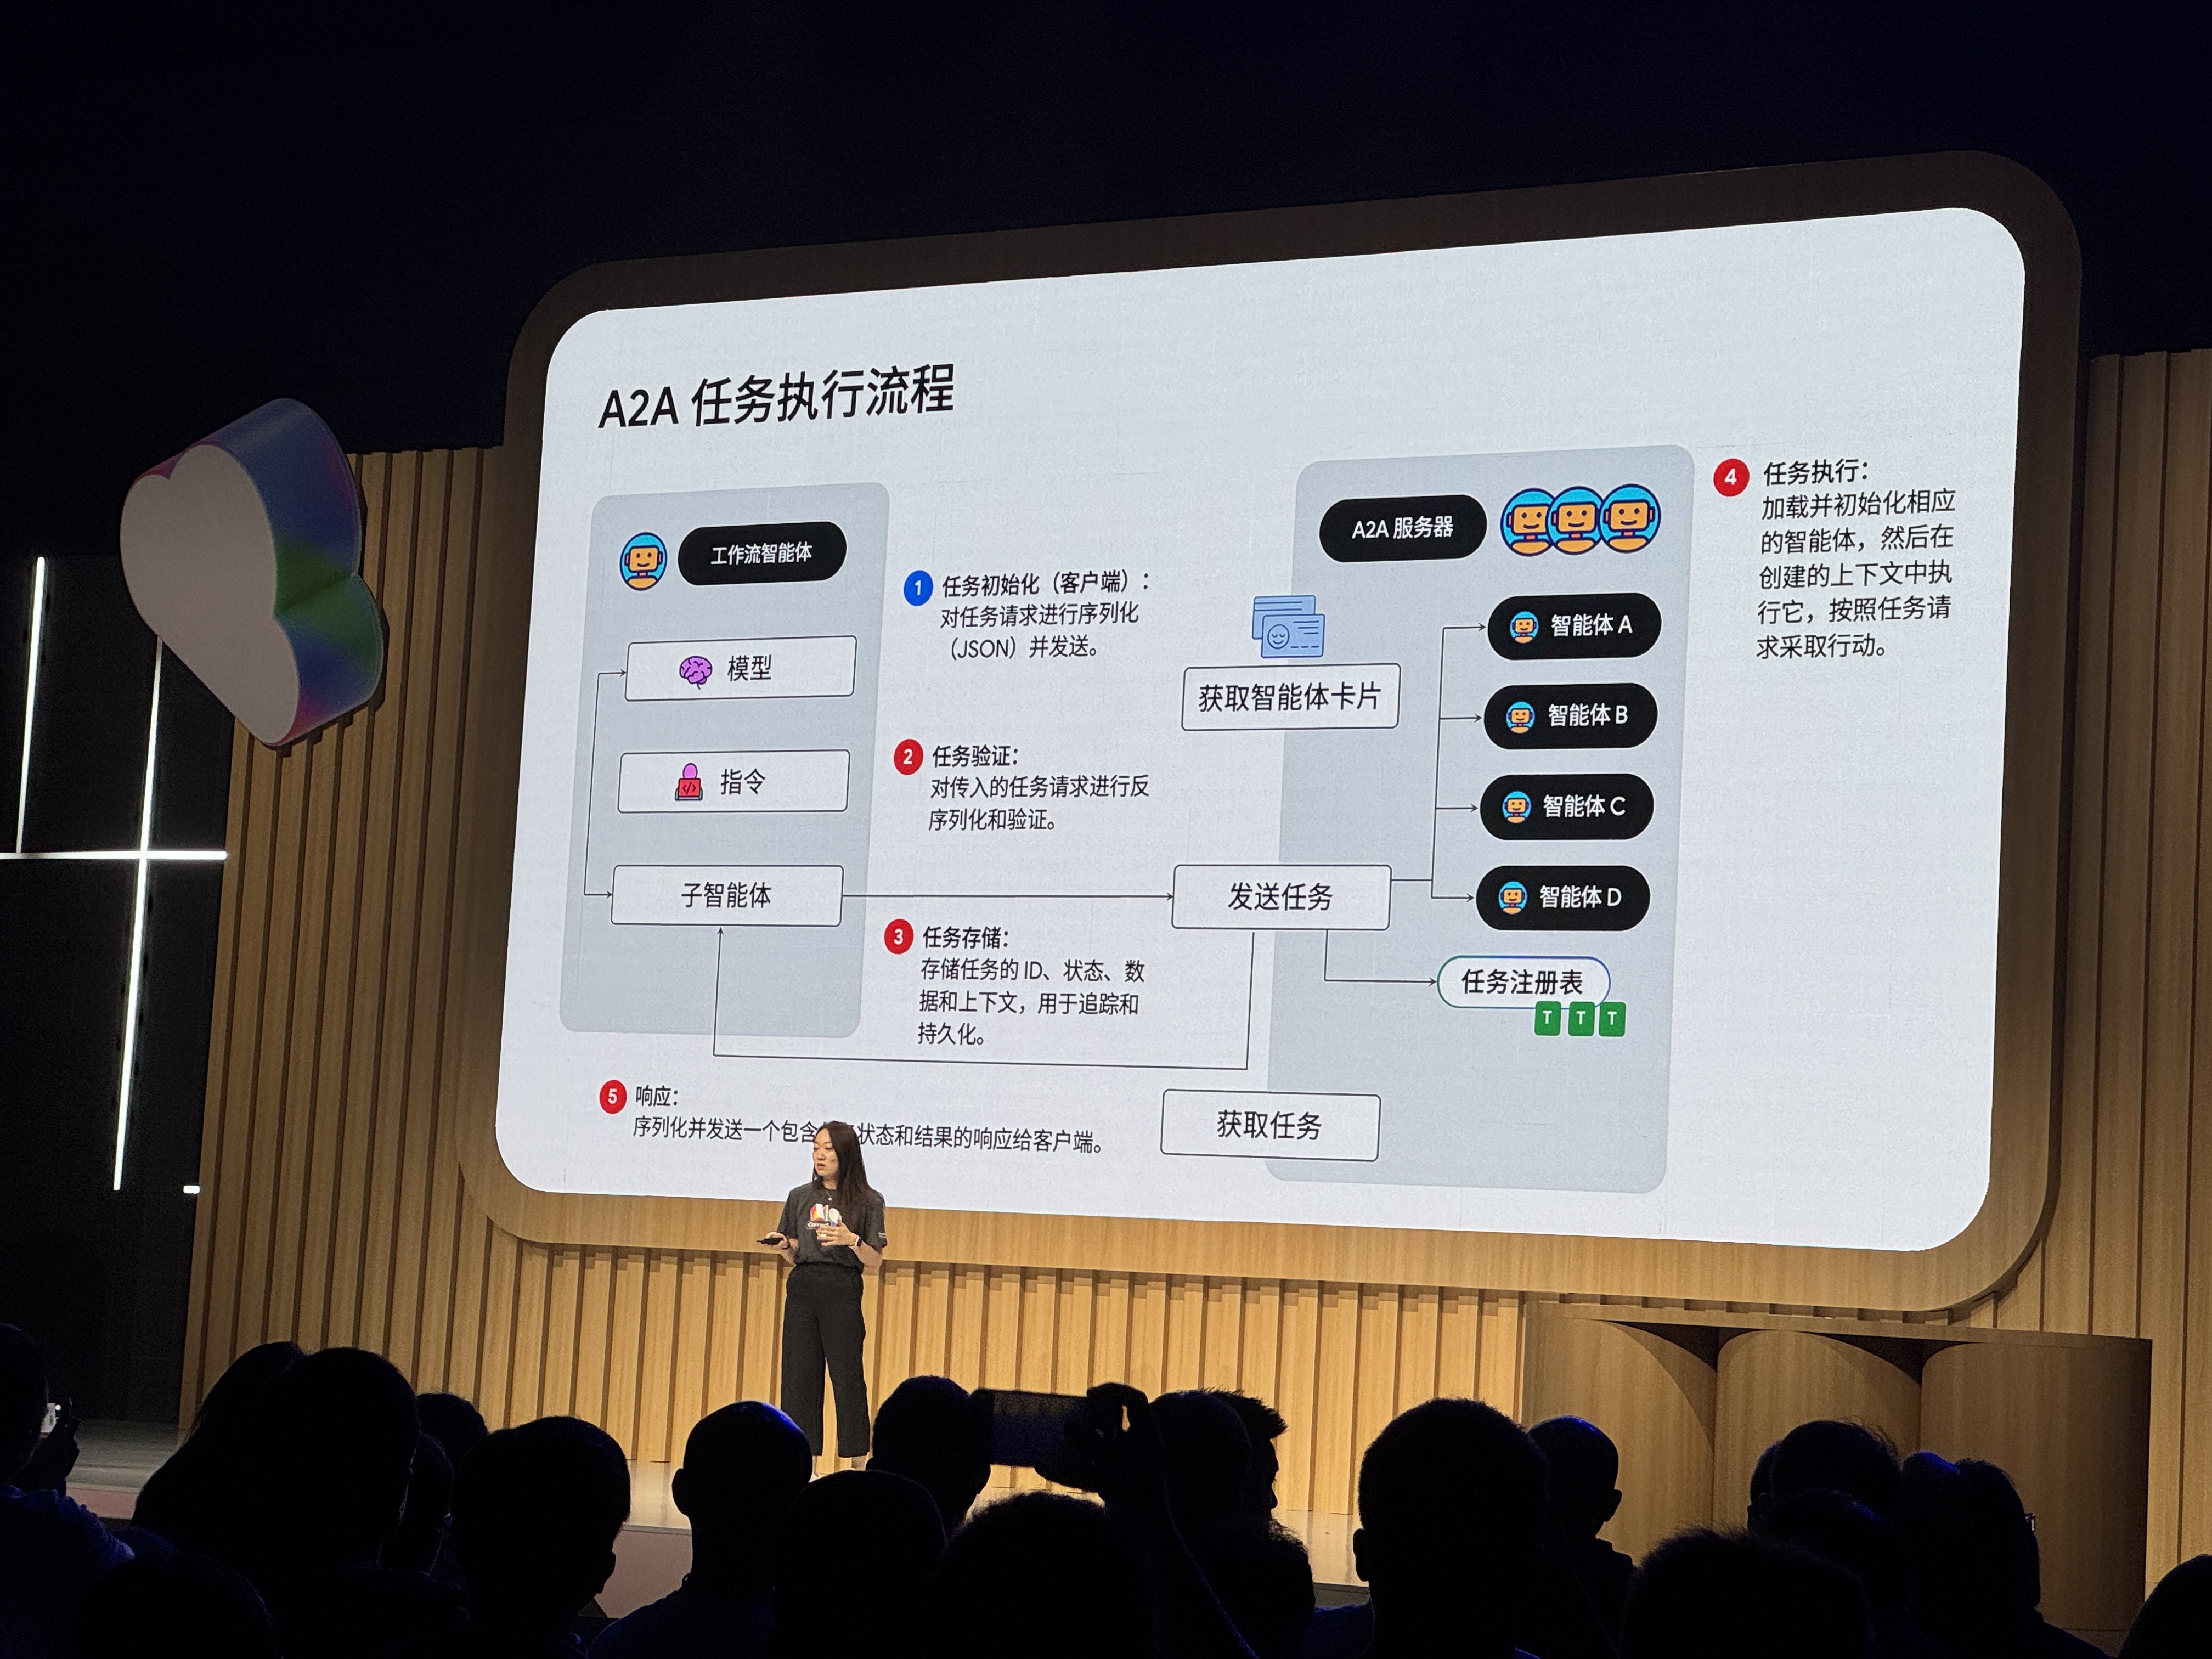 A2A 任务执行流程
工作流智能体
模型
指令
子智能体
1
任务初始化（客户端）：
对任务请求进行序列化
（JSON）并发送。
2
任务验证：
对传入的任务请求进行反
序列化和验证。
3
任务存储：
存储任务的 ID、状态、数
据和上下文，用于追踪和
持久化。
5
响应：
序列化并发送一个包含
状态和结果的响应给客户端。
A2A 服务器
获取智能体卡片
发送任务
获取任务
智能体 A
智能体 B
智能体 C
智能体 D
任务注册表
T T T
4
任务执行：
加载并初始化相应
的智能体，然后在
创建的上下文中执
行它，按照任务请
求采取行动。